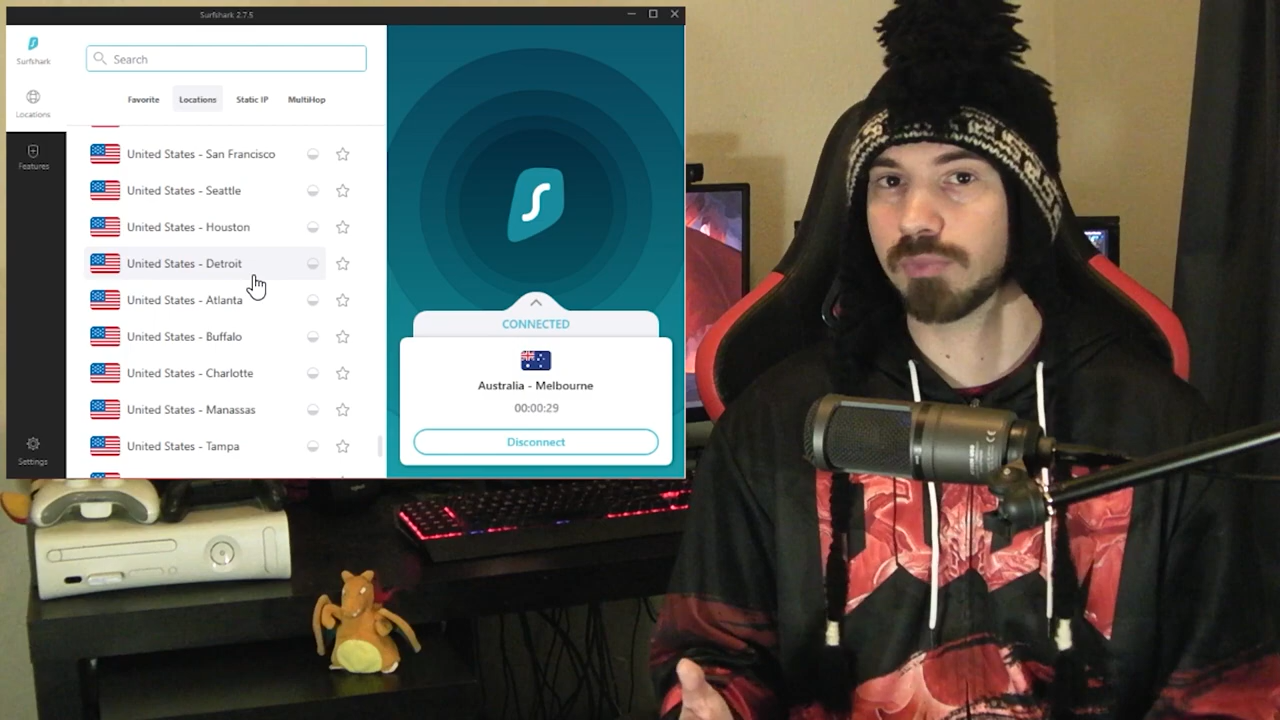 Surfshark 2.7.5
Surfshark
Locations
Features
Settings
Search
Favorite
Locations
Static IP
MultiHop
United States - San Francisco
United States - Seattle
United States - Houston
United States - Detroit
United States - Atlanta
United States - Buffalo
United States - Charlotte
United States - Manassas
United States - Tampa
S
CONNECTED
Australia - Melbourne
00:00:29
Disconnect